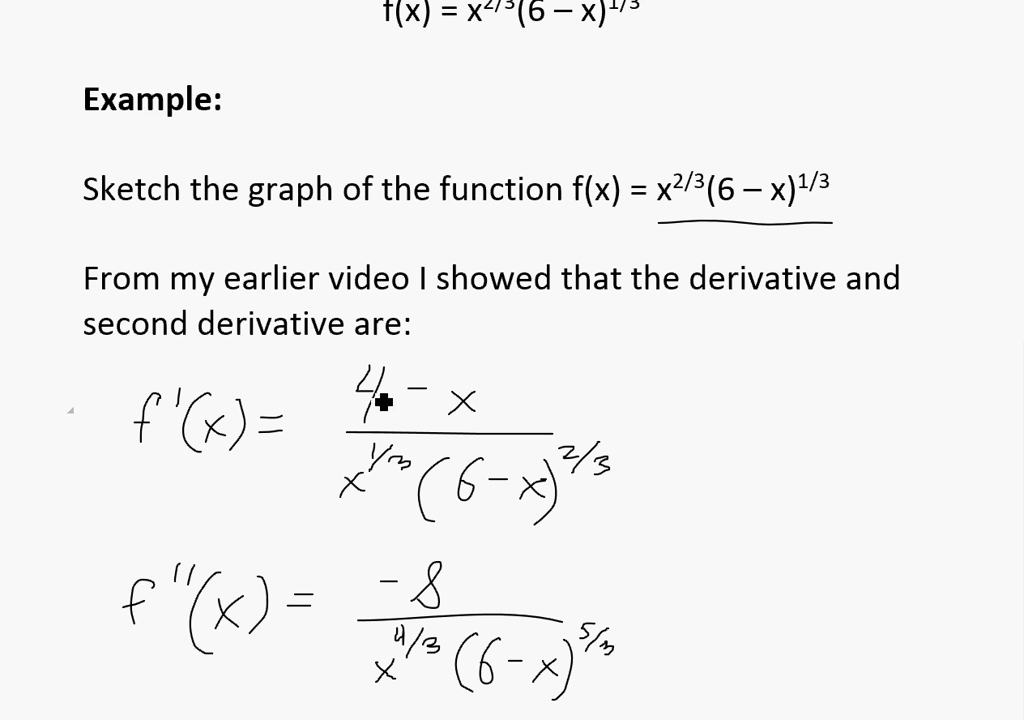 f(x) = x^2/3(6 – x)^1/3
Example:
Sketch the graph of the function f(x) = x^2/3(6 – x)^1/3
From my earlier video I showed that the derivative and
second derivative are:
f'(x) = 4 - x / x^1/3 (6 - x)^2/3
f''(x) = -8 / x^4/3 (6 - x)^5/3